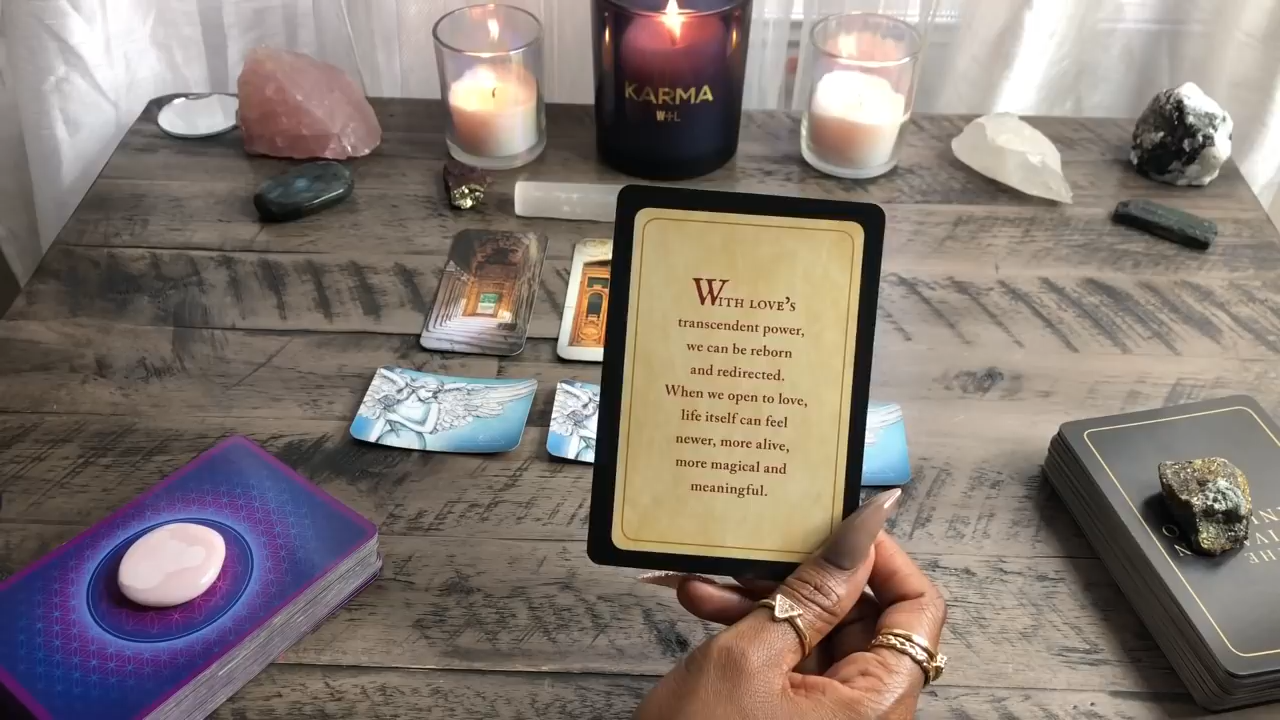 KARMA
W+L
WITH LOVE'S
transcendent power,
we can be reborn
and redirected.
When we open to love,
life itself can feel
newer, more alive,
more magical and
meaningful.
THE